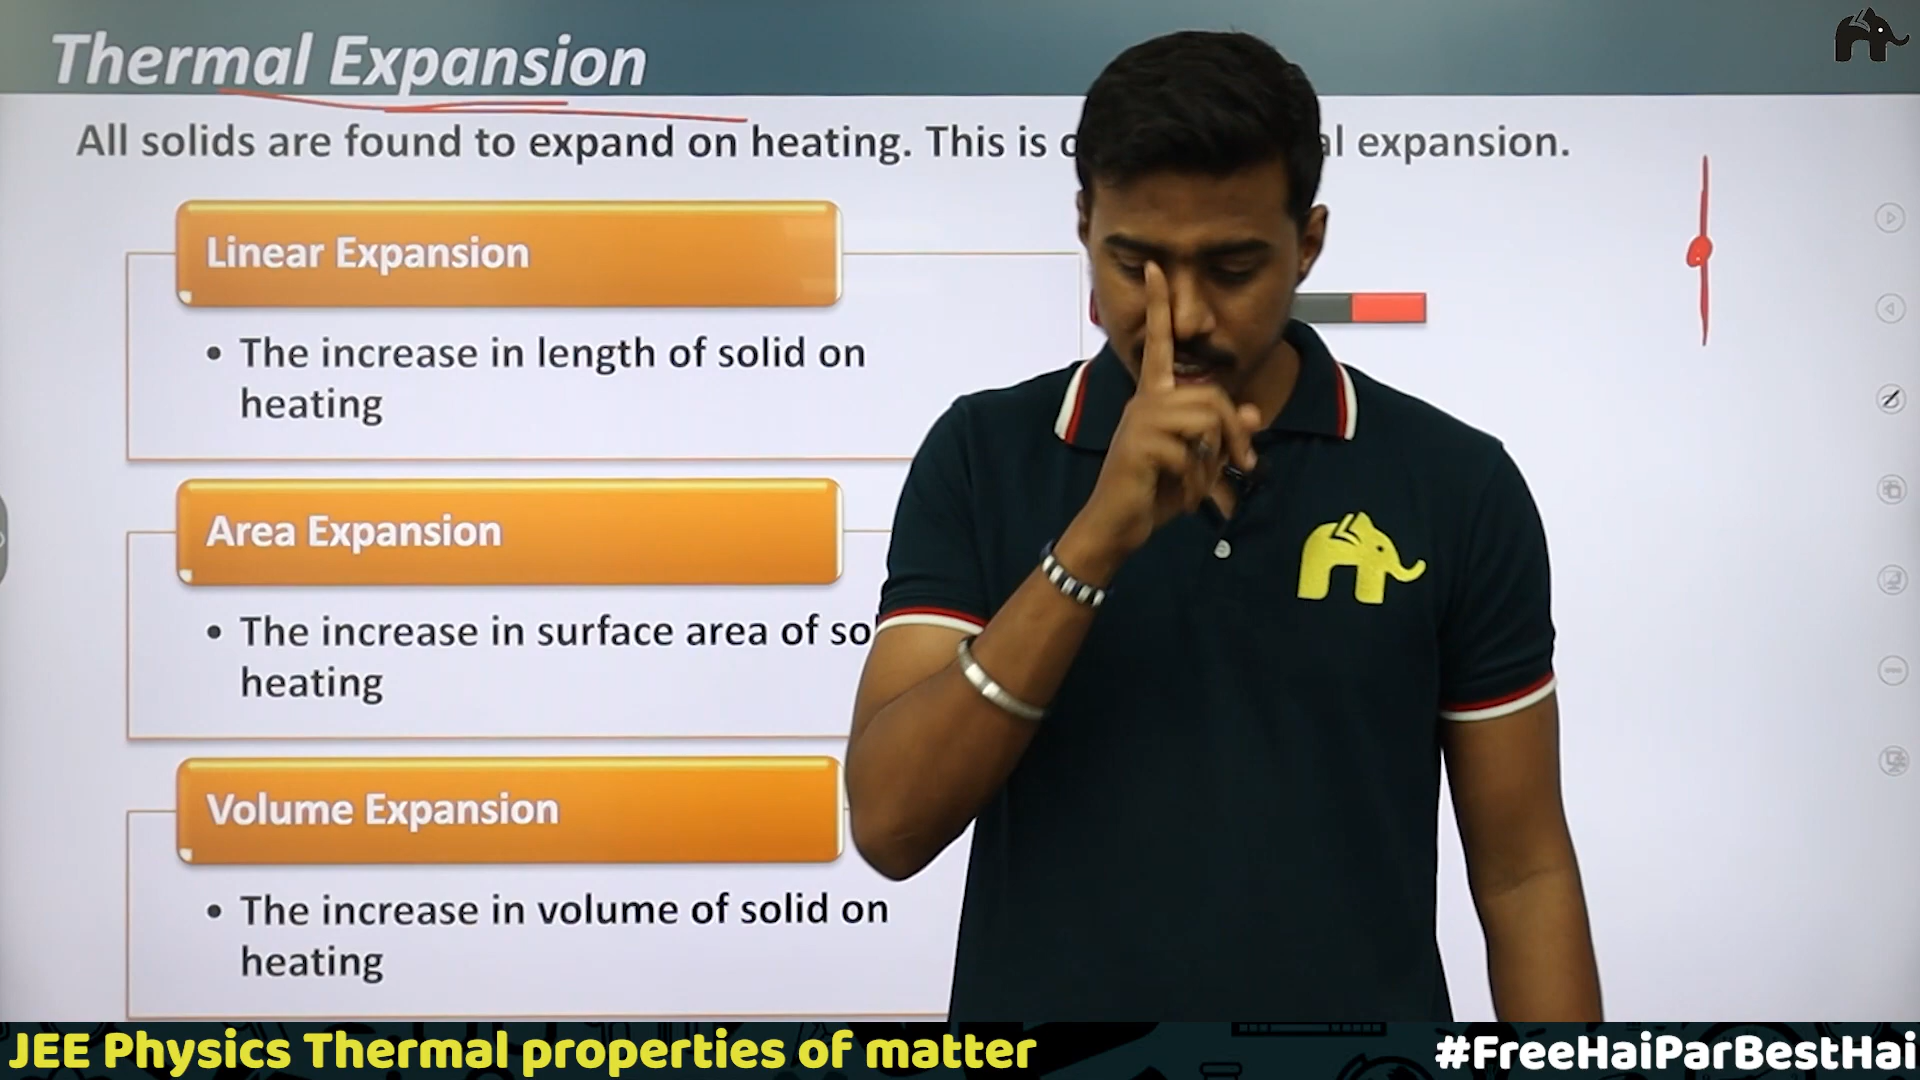 Thermal Expansion
All solids are found to expand on heating. This is al expansion.
Linear Expansion
• The increase in length of solid on
heating
Area Expansion
• The increase in surface area of
heating
Volume Expansion
• The increase in volume of solid on
heating
JEE Physics Thermal properties of matter
#FreeHaiParBestHai